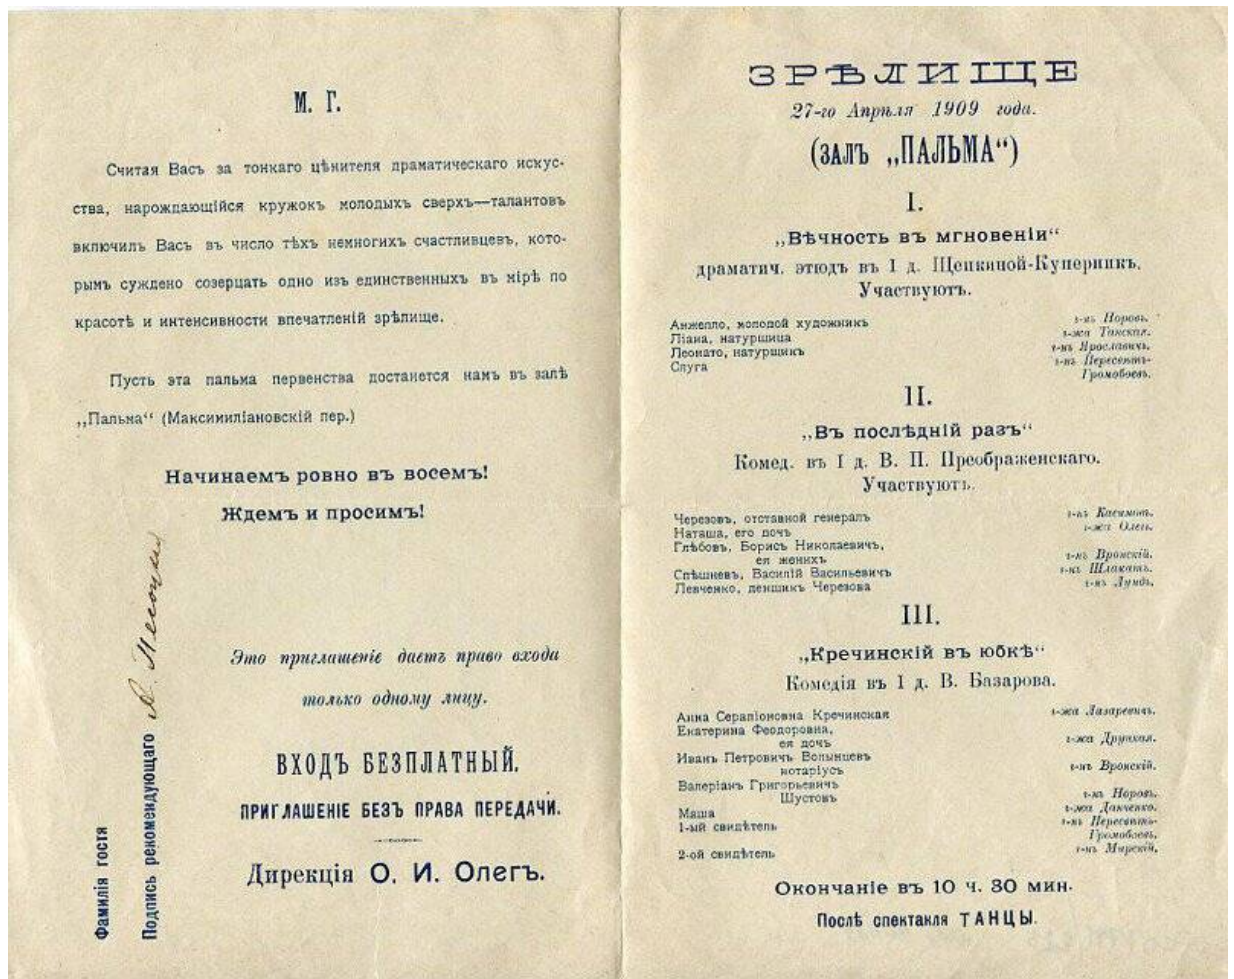 М. Г.
Считая Васъ за тонкаго цѣнителя драматическаго искус-
ства, нарождающійся кружокъ молодыхъ сверхъ—талантовъ
включилъ Васъ въ число тѣхъ немногихъ счастливцевъ, кото-
рымъ суждено созерцать одно изъ единственныхъ въ мірѣ по
красотѣ и интенсивности впечатлений зрѣлище.
Пусть эта пальма первенства достанется намъ въ залѣ
„Пальма“ (Максимиліановскій пер.)
Начинаемъ ровно въ восемъ!
Ждемъ и просимъ!
Это приглашеніе даетъ право входа
только одному лицу.
ВХОДЪ БЕЗПЛАТНЫЙ.
ПРИГЛАШЕНІЕ БЕЗЪ ПРАВА ПЕРЕДАЧИ.
Дирекція О. И. Олегъ.
Фамилія гостя
Подпись рекомендующаго
ЗРѢЛИЩЕ
27-го Апрѣля 1909 года.
(ЗАЛЪ „ПАЛЬМА“)
I.
„Вѣчность въ мгновеніи“
драматич. этюдъ въ 1 д. Щепкиной-Куперникъ.
Участвуютъ.
Анжелло, молодой художникъ г-нъ Норовъ.
Ліана, натурщица г-жа Танская.
Леонато, натурщикъ г-нъ Ярославичъ.
Слуга г-нъ Пересвѣтъ-
Громобоевъ.
II.
„Въ послѣдній разъ“
Комед. въ 1 д. В. П. Преображенскаго.
Участвуютъ.
Черезовъ, отставной генералъ г-нъ Касимовъ.
Наташа, его дочь г-жа Олегъ.
Глѣбовъ, Борисъ Николаевичъ,
ея женихъ г-нъ Вронскій.
Спѣшневъ, Василій Васильевичъ г-нъ Шлакатъ.
Левченко, денщикъ Черезова г-нъ Лундъ.
III.
„Кречинскій въ юбкѣ“
Комедія въ 1 д. В. Базарова.
Анна Серапіоновна Кречинская г-жа Лазаревичъ.
Екатерина Феодоровна,
ея дочь г-жа Друцкая.
Иванъ Петровичъ Волынцевъ
нотаріусъ г-нъ Вронскій.
Валеріанъ Григорьевичъ
Шустовъ г-нъ Норовъ.
Маша г-жа Данченко.
1-ый свидѣтель г-нъ Пересвѣтъ-
Громобоевъ.
2-ой свидѣтель г-нъ Мирскій.
Окончаніе въ 10 ч. 30 мин.
Послѣ спектакля ТАНЦЫ.